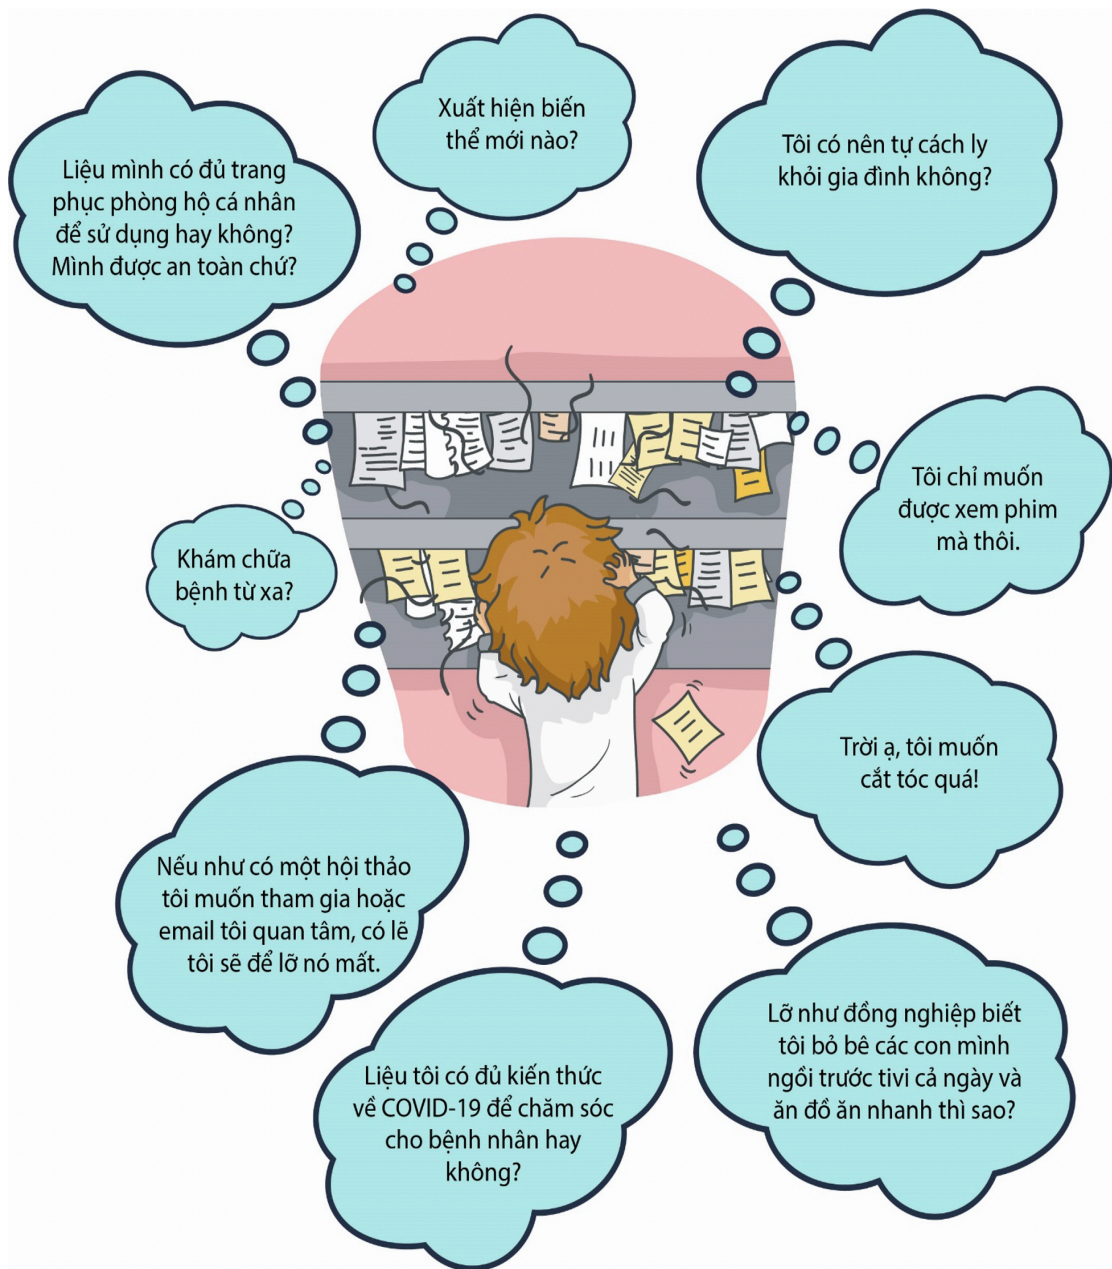 Xuất hiện biến
thể mới nào?
Liệu mình có đủ trang
phục phòng hộ cá nhân
để sử dụng hay không?
Mình được an toàn chứ?
Tôi có nên tự cách ly
khỏi gia đình không?
Tôi chỉ muốn
được xem phim
mà thôi.
Khám chữa
bệnh từ xa?
Trời ạ, tôi muốn
cắt tóc quá!
Nếu như có một hội thảo
tôi muốn tham gia hoặc
email tôi quan tâm, có lẽ
tôi sẽ để lỡ nó mất.
Liệu tôi có đủ kiến thức
về COVID-19 để chăm sóc
cho bệnh nhân hay
không?
Lỡ như đồng nghiệp biết
tôi bỏ bê các con mình
ngồi trước tivi cả ngày và
ăn đồ ăn nhanh thì sao?